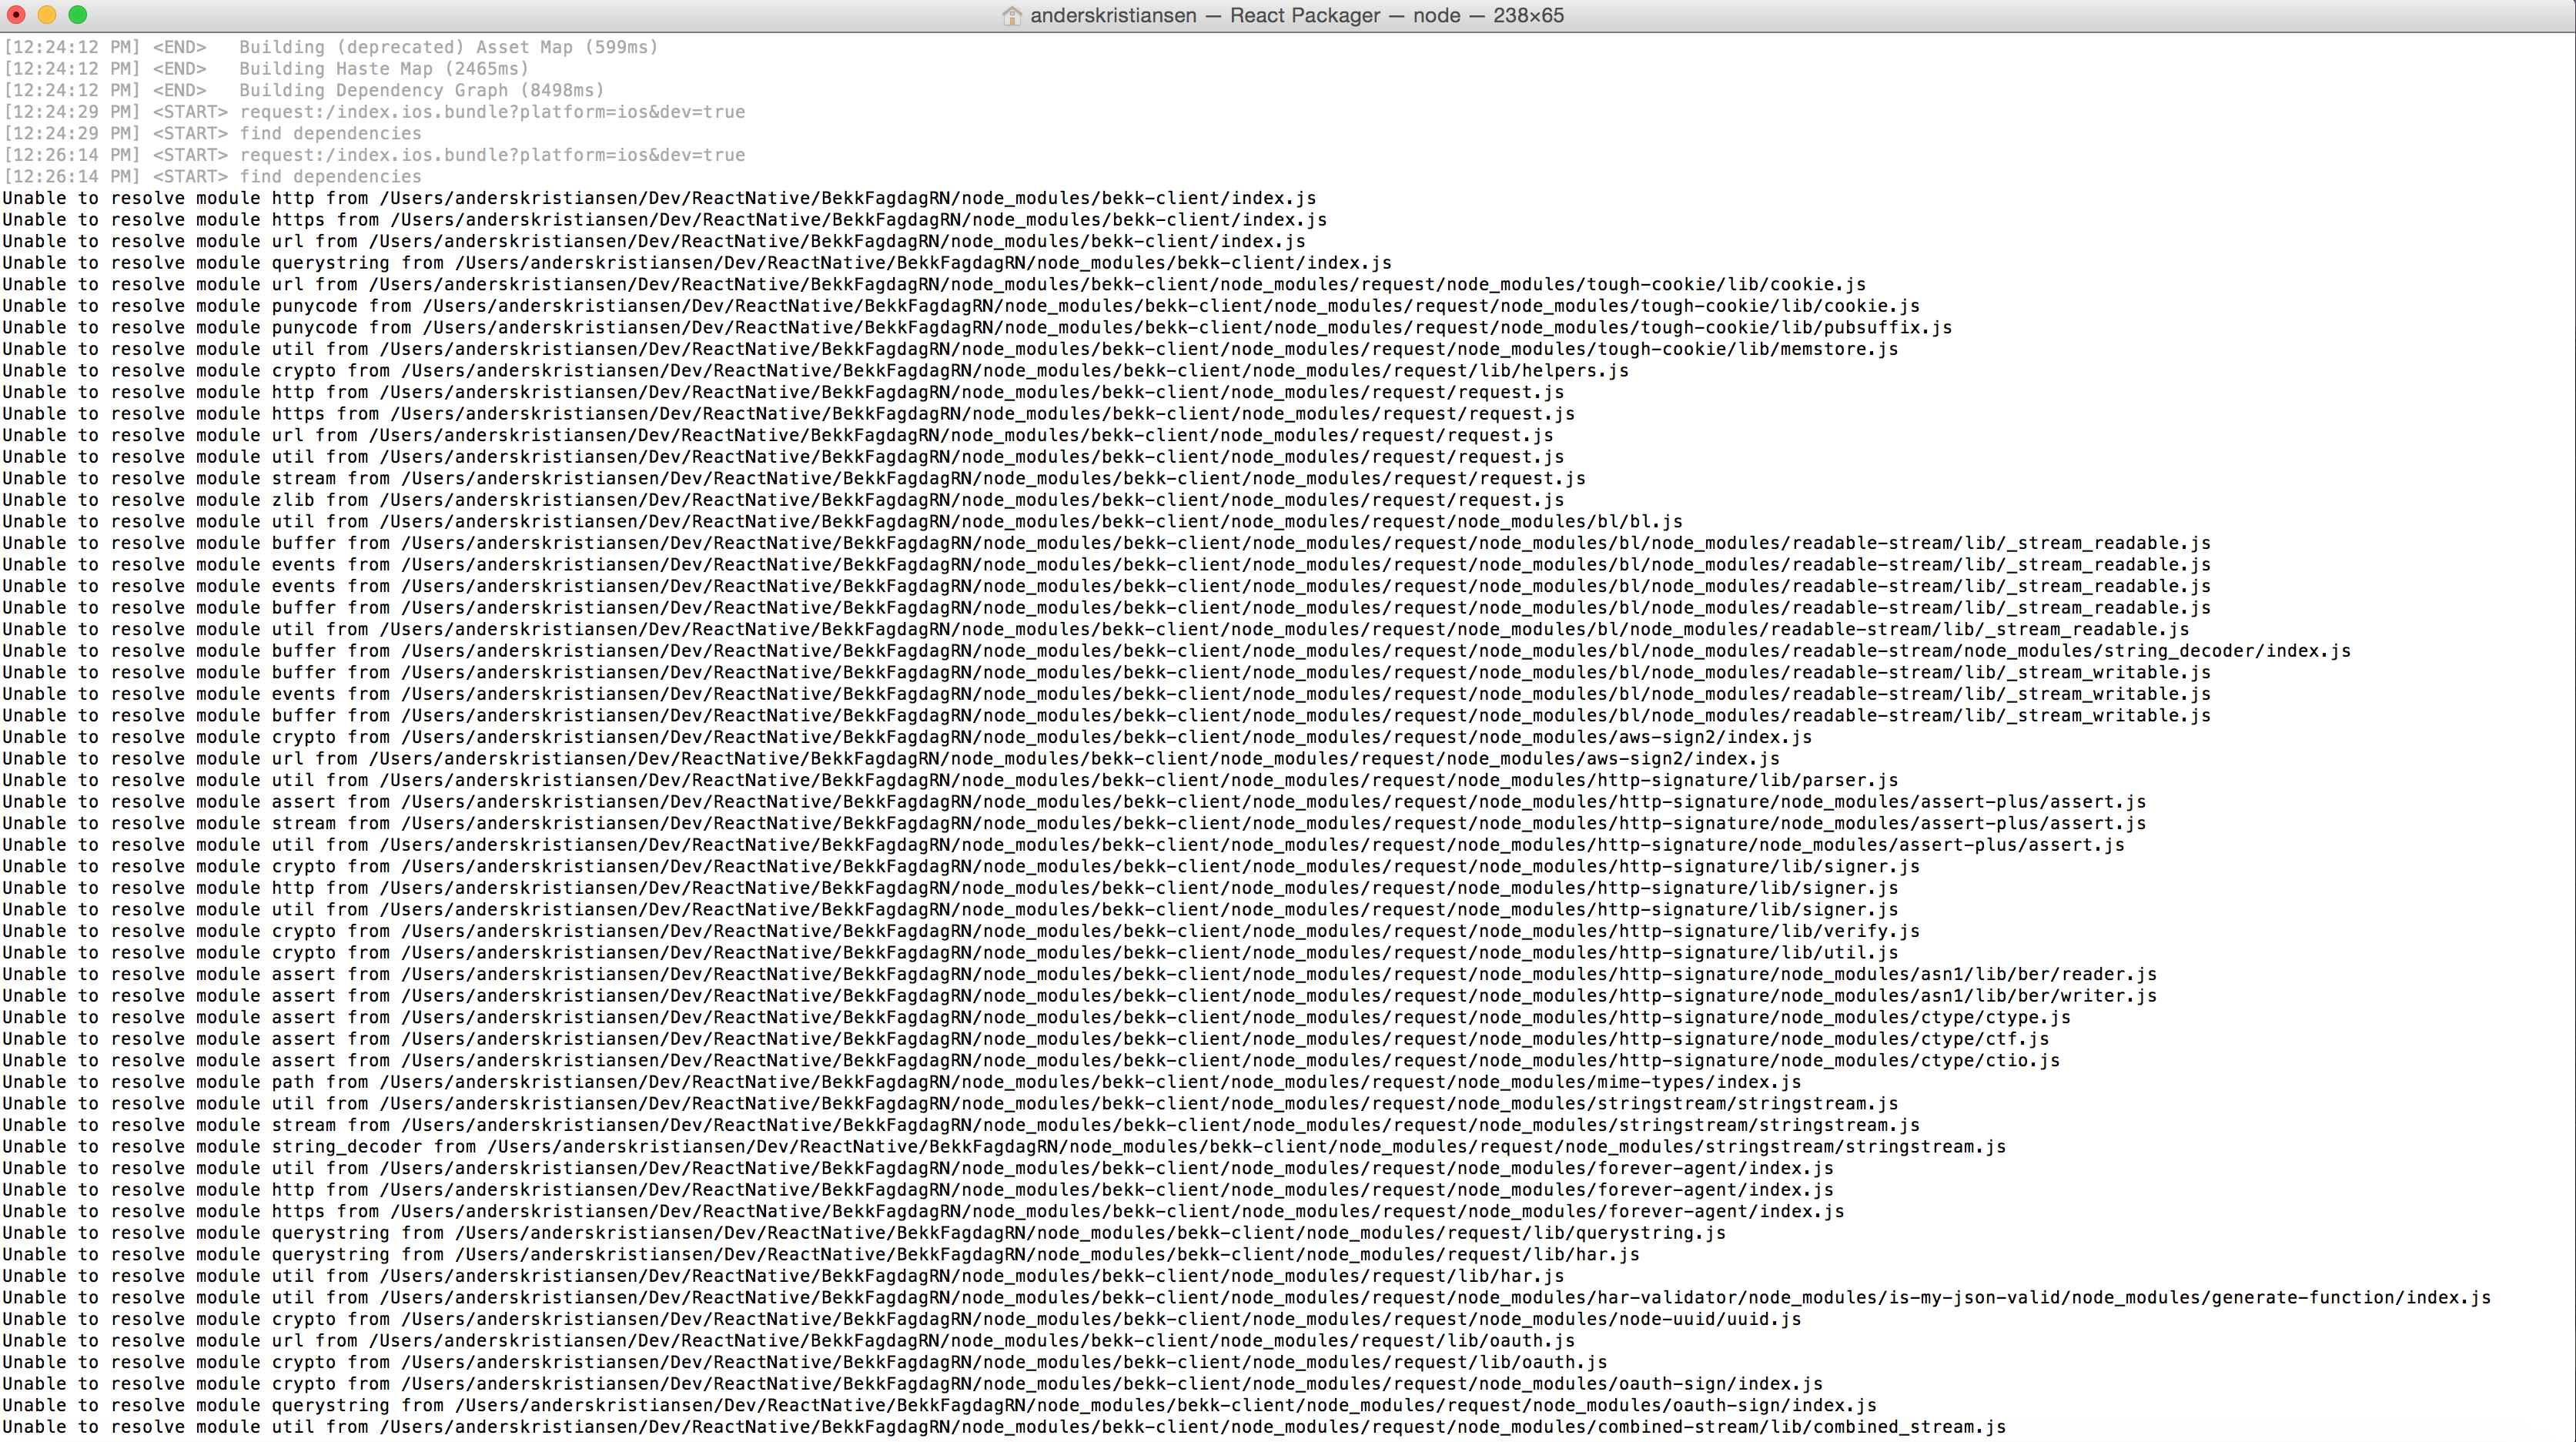 anderskristiansen — React Packager — node — 238×65
[12:24:12 PM] <END>   Building (deprecated) Asset Map (599ms)
[12:24:12 PM] <END>   Building Haste Map (2465ms)
[12:24:12 PM] <END>   Building Dependency Graph (8498ms)
[12:24:29 PM] <START> request:/index.ios.bundle?platform=ios&dev=true
[12:24:29 PM] <START> find dependencies
[12:26:14 PM] <START> request:/index.ios.bundle?platform=ios&dev=true
[12:26:14 PM] <START> find dependencies
Unable to resolve module http from /Users/anderskristiansen/Dev/ReactNative/BekkFagdagRN/node_modules/bekk-client/index.js
Unable to resolve module https from /Users/anderskristiansen/Dev/ReactNative/BekkFagdagRN/node_modules/bekk-client/index.js
Unable to resolve module url from /Users/anderskristiansen/Dev/ReactNative/BekkFagdagRN/node_modules/bekk-client/index.js
Unable to resolve module querystring from /Users/anderskristiansen/Dev/ReactNative/BekkFagdagRN/node_modules/bekk-client/index.js
Unable to resolve module url from /Users/anderskristiansen/Dev/ReactNative/BekkFagdagRN/node_modules/bekk-client/node_modules/request/node_modules/tough-cookie/lib/cookie.js
Unable to resolve module punycode from /Users/anderskristiansen/Dev/ReactNative/BekkFagdagRN/node_modules/bekk-client/node_modules/request/node_modules/tough-cookie/lib/cookie.js
Unable to resolve module punycode from /Users/anderskristiansen/Dev/ReactNative/BekkFagdagRN/node_modules/bekk-client/node_modules/request/node_modules/tough-cookie/lib/pubsuffix.js
Unable to resolve module util from /Users/anderskristiansen/Dev/ReactNative/BekkFagdagRN/node_modules/bekk-client/node_modules/request/node_modules/tough-cookie/lib/memstore.js
Unable to resolve module crypto from /Users/anderskristiansen/Dev/ReactNative/BekkFagdagRN/node_modules/bekk-client/node_modules/request/lib/helpers.js
Unable to resolve module http from /Users/anderskristiansen/Dev/ReactNative/BekkFagdagRN/node_modules/bekk-client/node_modules/request/request.js
Unable to resolve module https from /Users/anderskristiansen/Dev/ReactNative/BekkFagdagRN/node_modules/bekk-client/node_modules/request/request.js
Unable to resolve module url from /Users/anderskristiansen/Dev/ReactNative/BekkFagdagRN/node_modules/bekk-client/node_modules/request/request.js
Unable to resolve module util from /Users/anderskristiansen/Dev/ReactNative/BekkFagdagRN/node_modules/bekk-client/node_modules/request/request.js
Unable to resolve module stream from /Users/anderskristiansen/Dev/ReactNative/BekkFagdagRN/node_modules/bekk-client/node_modules/request/request.js
Unable to resolve module zlib from /Users/anderskristiansen/Dev/ReactNative/BekkFagdagRN/node_modules/bekk-client/node_modules/request/request.js
Unable to resolve module util from /Users/anderskristiansen/Dev/ReactNative/BekkFagdagRN/node_modules/bekk-client/node_modules/request/node_modules/bl/bl.js
Unable to resolve module buffer from /Users/anderskristiansen/Dev/ReactNative/BekkFagdagRN/node_modules/bekk-client/node_modules/request/node_modules/bl/node_modules/readable-stream/lib/_stream_readable.js
Unable to resolve module events from /Users/anderskristiansen/Dev/ReactNative/BekkFagdagRN/node_modules/bekk-client/node_modules/request/node_modules/bl/node_modules/readable-stream/lib/_stream_readable.js
Unable to resolve module events from /Users/anderskristiansen/Dev/ReactNative/BekkFagdagRN/node_modules/bekk-client/node_modules/request/node_modules/bl/node_modules/readable-stream/lib/_stream_readable.js
Unable to resolve module buffer from /Users/anderskristiansen/Dev/ReactNative/BekkFagdagRN/node_modules/bekk-client/node_modules/request/node_modules/bl/node_modules/readable-stream/lib/_stream_readable.js
Unable to resolve module util from /Users/anderskristiansen/Dev/ReactNative/BekkFagdagRN/node_modules/bekk-client/node_modules/request/node_modules/bl/node_modules/readable-stream/lib/_stream_readable.js
Unable to resolve module buffer from /Users/anderskristiansen/Dev/ReactNative/BekkFagdagRN/node_modules/bekk-client/node_modules/request/node_modules/bl/node_modules/readable-stream/node_modules/string_decoder/index.js
Unable to resolve module buffer from /Users/anderskristiansen/Dev/ReactNative/BekkFagdagRN/node_modules/bekk-client/node_modules/request/node_modules/bl/node_modules/readable-stream/lib/_stream_writable.js
Unable to resolve module events from /Users/anderskristiansen/Dev/ReactNative/BekkFagdagRN/node_modules/bekk-client/node_modules/request/node_modules/bl/node_modules/readable-stream/lib/_stream_writable.js
Unable to resolve module buffer from /Users/anderskristiansen/Dev/ReactNative/BekkFagdagRN/node_modules/bekk-client/node_modules/request/node_modules/bl/node_modules/readable-stream/lib/_stream_writable.js
Unable to resolve module crypto from /Users/anderskristiansen/Dev/ReactNative/BekkFagdagRN/node_modules/bekk-client/node_modules/request/node_modules/aws-sign2/index.js
Unable to resolve module url from /Users/anderskristiansen/Dev/ReactNative/BekkFagdagRN/node_modules/bekk-client/node_modules/request/node_modules/aws-sign2/index.js
Unable to resolve module util from /Users/anderskristiansen/Dev/ReactNative/BekkFagdagRN/node_modules/bekk-client/node_modules/request/node_modules/http-signature/lib/parser.js
Unable to resolve module assert from /Users/anderskristiansen/Dev/ReactNative/BekkFagdagRN/node_modules/bekk-client/node_modules/request/node_modules/http-signature/node_modules/assert-plus/assert.js
Unable to resolve module stream from /Users/anderskristiansen/Dev/ReactNative/BekkFagdagRN/node_modules/bekk-client/node_modules/request/node_modules/http-signature/node_modules/assert-plus/assert.js
Unable to resolve module util from /Users/anderskristiansen/Dev/ReactNative/BekkFagdagRN/node_modules/bekk-client/node_modules/request/node_modules/http-signature/node_modules/assert-plus/assert.js
Unable to resolve module crypto from /Users/anderskristiansen/Dev/ReactNative/BekkFagdagRN/node_modules/bekk-client/node_modules/request/node_modules/http-signature/lib/signer.js
Unable to resolve module http from /Users/anderskristiansen/Dev/ReactNative/BekkFagdagRN/node_modules/bekk-client/node_modules/request/node_modules/http-signature/lib/signer.js
Unable to resolve module util from /Users/anderskristiansen/Dev/ReactNative/BekkFagdagRN/node_modules/bekk-client/node_modules/request/node_modules/http-signature/lib/signer.js
Unable to resolve module crypto from /Users/anderskristiansen/Dev/ReactNative/BekkFagdagRN/node_modules/bekk-client/node_modules/request/node_modules/http-signature/lib/verify.js
Unable to resolve module crypto from /Users/anderskristiansen/Dev/ReactNative/BekkFagdagRN/node_modules/bekk-client/node_modules/request/node_modules/http-signature/lib/util.js
Unable to resolve module assert from /Users/anderskristiansen/Dev/ReactNative/BekkFagdagRN/node_modules/bekk-client/node_modules/request/node_modules/http-signature/node_modules/asn1/lib/ber/reader.js
Unable to resolve module assert from /Users/anderskristiansen/Dev/ReactNative/BekkFagdagRN/node_modules/bekk-client/node_modules/request/node_modules/http-signature/node_modules/asn1/lib/ber/writer.js
Unable to resolve module assert from /Users/anderskristiansen/Dev/ReactNative/BekkFagdagRN/node_modules/bekk-client/node_modules/request/node_modules/http-signature/node_modules/ctype/ctype.js
Unable to resolve module assert from /Users/anderskristiansen/Dev/ReactNative/BekkFagdagRN/node_modules/bekk-client/node_modules/request/node_modules/http-signature/node_modules/ctype/ctf.js
Unable to resolve module assert from /Users/anderskristiansen/Dev/ReactNative/BekkFagdagRN/node_modules/bekk-client/node_modules/request/node_modules/http-signature/node_modules/ctype/ctio.js
Unable to resolve module path from /Users/anderskristiansen/Dev/ReactNative/BekkFagdagRN/node_modules/bekk-client/node_modules/request/node_modules/mime-types/index.js
Unable to resolve module util from /Users/anderskristiansen/Dev/ReactNative/BekkFagdagRN/node_modules/bekk-client/node_modules/request/node_modules/stringstream/stringstream.js
Unable to resolve module stream from /Users/anderskristiansen/Dev/ReactNative/BekkFagdagRN/node_modules/bekk-client/node_modules/request/node_modules/stringstream/stringstream.js
Unable to resolve module string_decoder from /Users/anderskristiansen/Dev/ReactNative/BekkFagdagRN/node_modules/bekk-client/node_modules/request/node_modules/stringstream/stringstream.js
Unable to resolve module util from /Users/anderskristiansen/Dev/ReactNative/BekkFagdagRN/node_modules/bekk-client/node_modules/request/node_modules/forever-agent/index.js
Unable to resolve module http from /Users/anderskristiansen/Dev/ReactNative/BekkFagdagRN/node_modules/bekk-client/node_modules/request/node_modules/forever-agent/index.js
Unable to resolve module https from /Users/anderskristiansen/Dev/ReactNative/BekkFagdagRN/node_modules/bekk-client/node_modules/request/node_modules/forever-agent/index.js
Unable to resolve module querystring from /Users/anderskristiansen/Dev/ReactNative/BekkFagdagRN/node_modules/bekk-client/node_modules/request/lib/querystring.js
Unable to resolve module querystring from /Users/anderskristiansen/Dev/ReactNative/BekkFagdagRN/node_modules/bekk-client/node_modules/request/lib/har.js
Unable to resolve module util from /Users/anderskristiansen/Dev/ReactNative/BekkFagdagRN/node_modules/bekk-client/node_modules/request/lib/har.js
Unable to resolve module util from /Users/anderskristiansen/Dev/ReactNative/BekkFagdagRN/node_modules/bekk-client/node_modules/request/node_modules/har-validator/node_modules/is-my-json-valid/node_modules/generate-function/index.js
Unable to resolve module crypto from /Users/anderskristiansen/Dev/ReactNative/BekkFagdagRN/node_modules/bekk-client/node_modules/request/node_modules/node-uuid/uuid.js
Unable to resolve module url from /Users/anderskristiansen/Dev/ReactNative/BekkFagdagRN/node_modules/bekk-client/node_modules/request/lib/oauth.js
Unable to resolve module crypto from /Users/anderskristiansen/Dev/ReactNative/BekkFagdagRN/node_modules/bekk-client/node_modules/request/lib/oauth.js
Unable to resolve module crypto from /Users/anderskristiansen/Dev/ReactNative/BekkFagdagRN/node_modules/bekk-client/node_modules/request/node_modules/oauth-sign/index.js
Unable to resolve module querystring from /Users/anderskristiansen/Dev/ReactNative/BekkFagdagRN/node_modules/bekk-client/node_modules/request/node_modules/oauth-sign/index.js
Unable to resolve module util from /Users/anderskristiansen/Dev/ReactNative/BekkFagdagRN/node_modules/bekk-client/node_modules/request/node_modules/combined-stream/lib/combined_stream.js